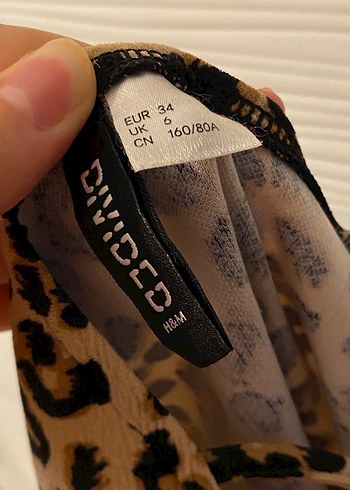 EUR 34
UK 6
CN 160/80A
DIVIDED
H&M